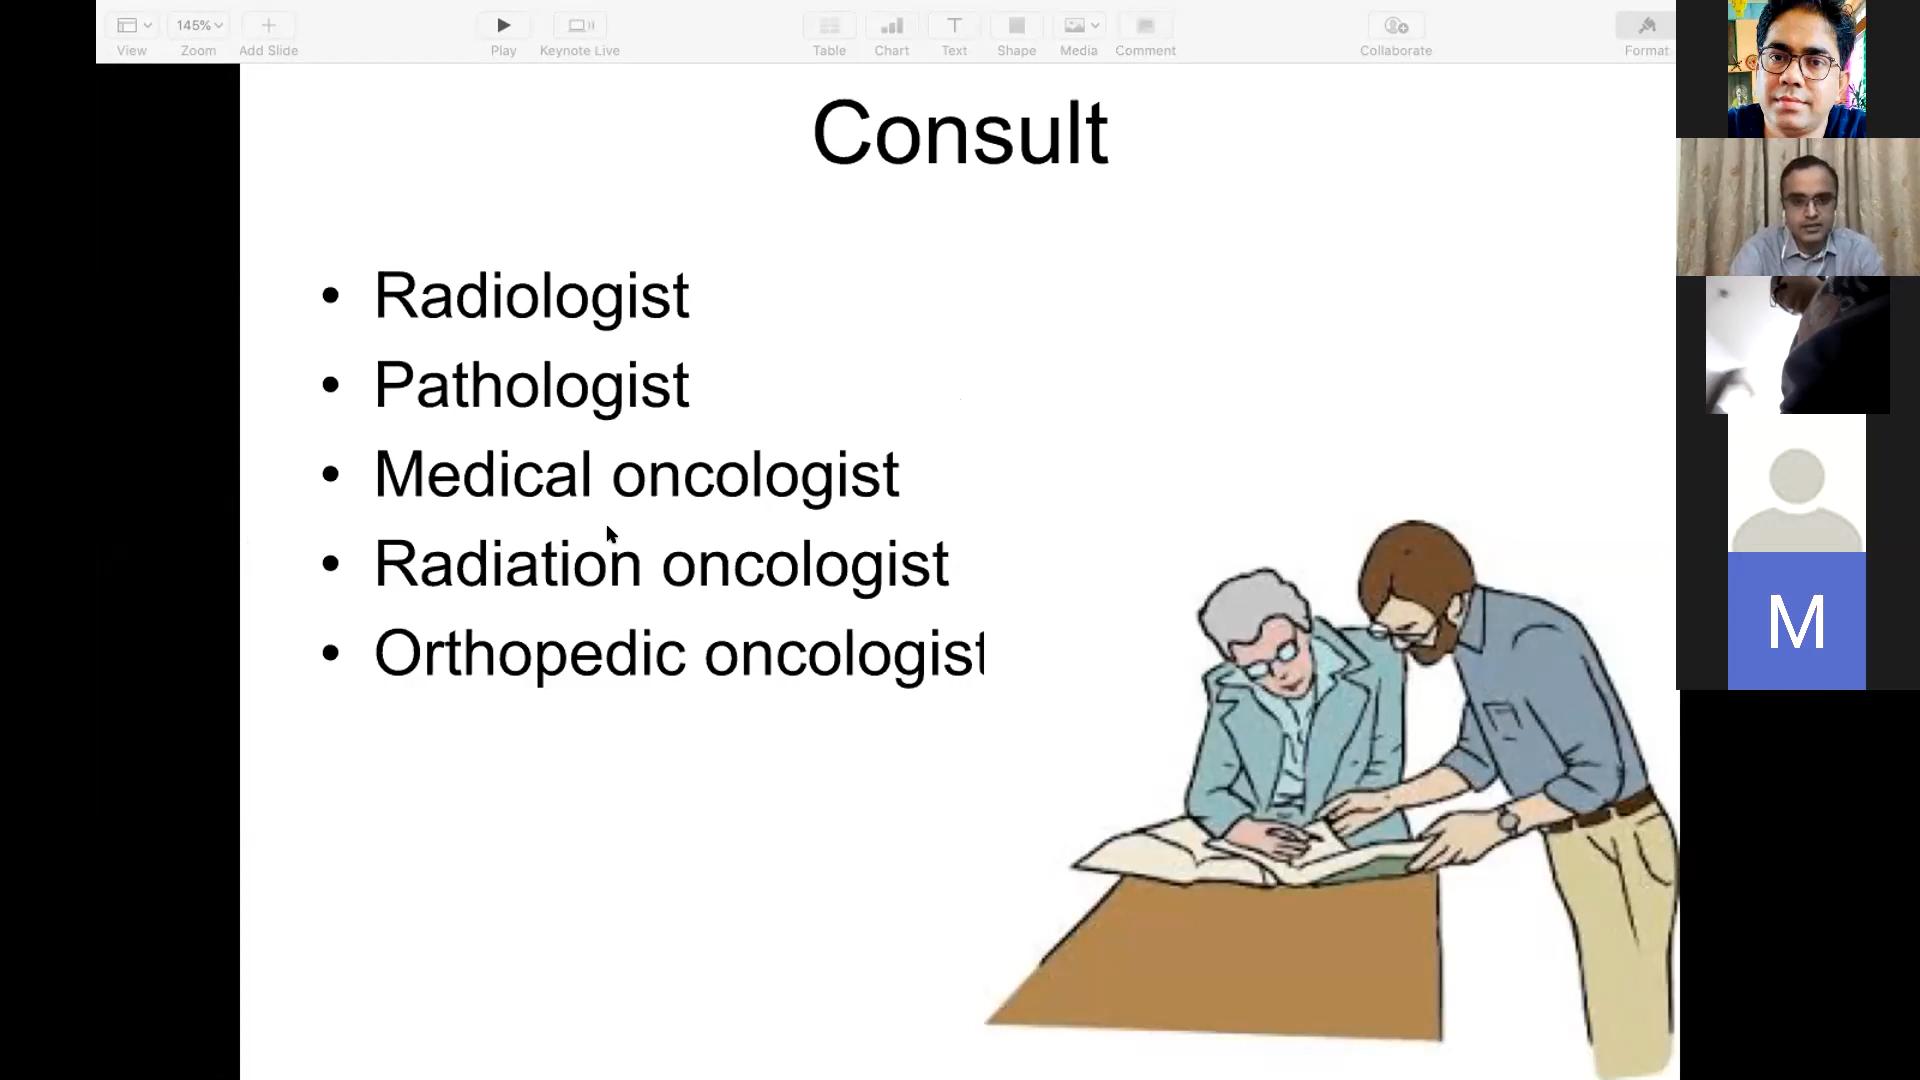 145%
View
Zoom
Add Slide
Play
Keynote Live
Table
Chart
Text
Shape
Media
Comment
Collaborate
Format
Consult
• Radiologist
• Pathologist
• Medical oncologist
• Radiation oncologist
• Orthopedic oncologist
M